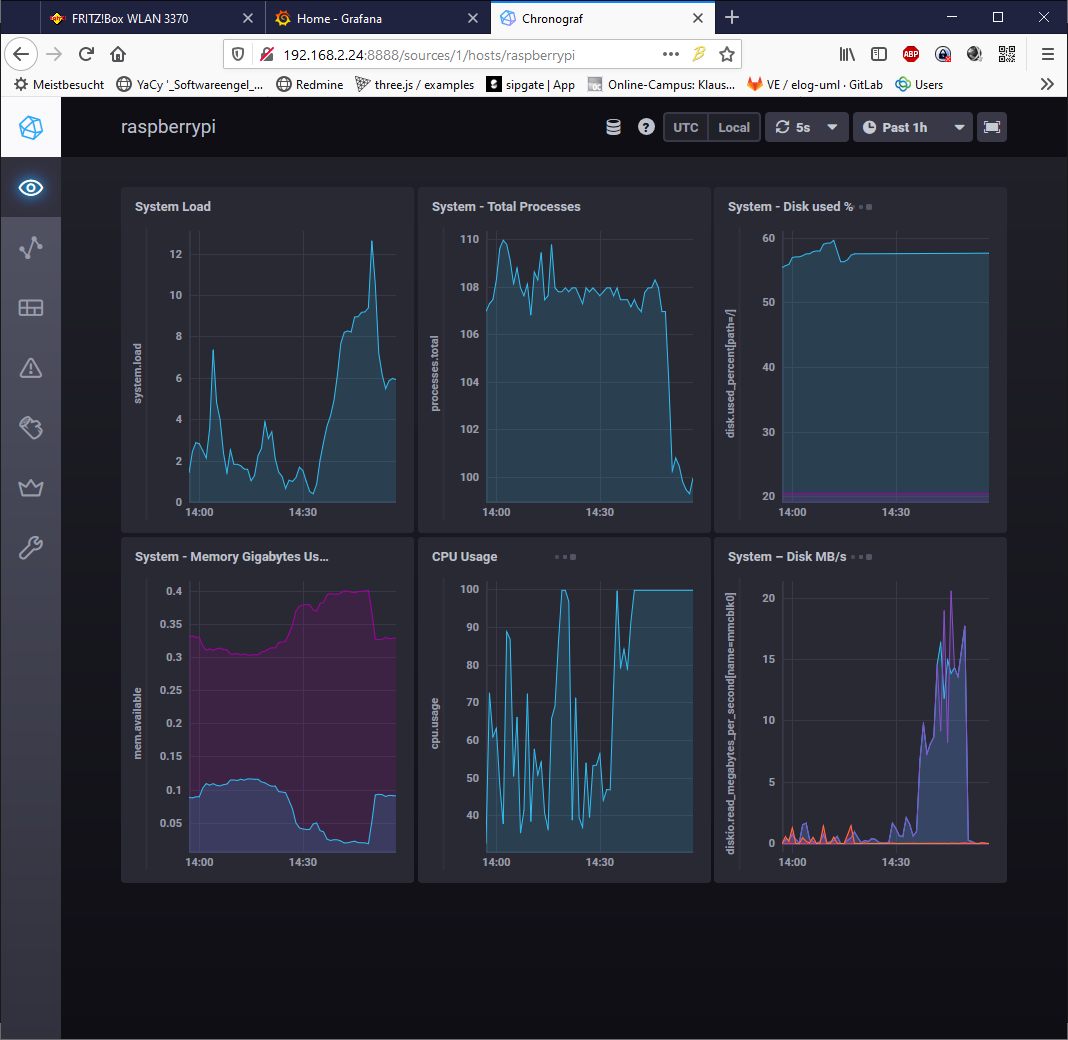 FRITZ!Box WLAN 3370
Home - Grafana
Chronograf
192.168.2.24:8888/sources/1/hosts/raspberrypi
ABP
Meistbesucht
YaCy '_Softwareengel_...
Redmine
three.js / examples
sipgate | App
Online-Campus: Klaus...
VE / elog-uml · GitLab
Users
raspberrypi
UTC
Local
5s
Past 1h
System Load
system.load
12
10
8
6
4
2
0
14:00
14:30
System - Total Processes
processes.total
110
108
106
104
102
100
14:00
14:30
System - Disk used %
disk.used_percent[path=/]
60
50
40
30
20
14:00
14:30
System - Memory Gigabytes Us...
mem.available
0.4
0.35
0.3
0.25
0.2
0.15
0.1
0.05
14:00
14:30
CPU Usage
cpu.usage
100
90
80
70
60
50
40
14:00
14:30
System – Disk MB/s
diskio.read_megabytes_per_second[name=mmcblk0]
20
15
10
5
0
14:00
14:30